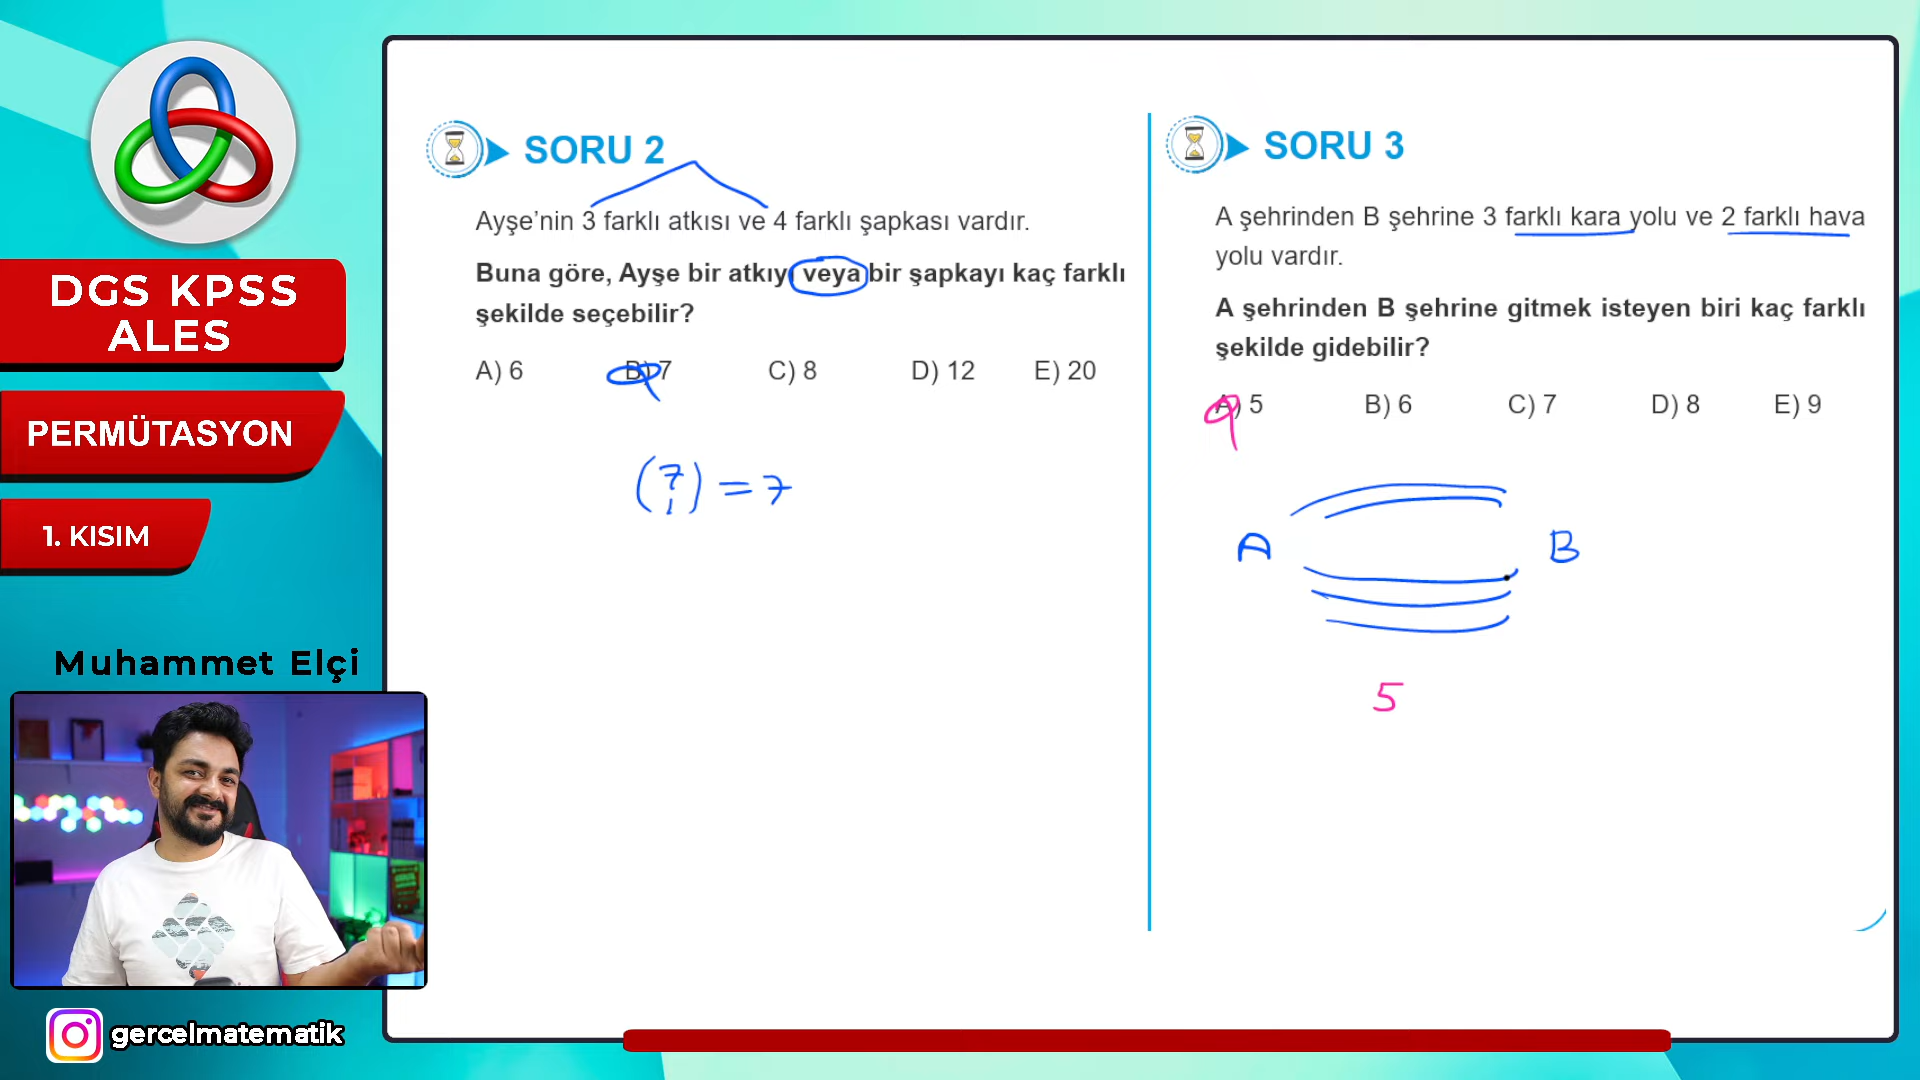 DGS KPSS
ALES
PERMÜTASYON
1. KISIM
Muhammet Elçi
gercelmatematik
SORU 2
Ayşe’nin 3 farklı atkısı ve 4 farklı şapkası vardır.
Buna göre, Ayşe bir atkıyı veya bir şapkayı kaç farklı
şekilde seçebilir?
A) 6 B) 7 C) 8 D) 12 E) 20
(7 1) = 7
SORU 3
A şehrinden B şehrine 3 farklı kara yolu ve 2 farklı hava
yolu vardır.
A şehrinden B şehrine gitmek isteyen biri kaç farklı
şekilde gidebilir?
A) 5 B) 6 C) 7 D) 8 E) 9
A B
5